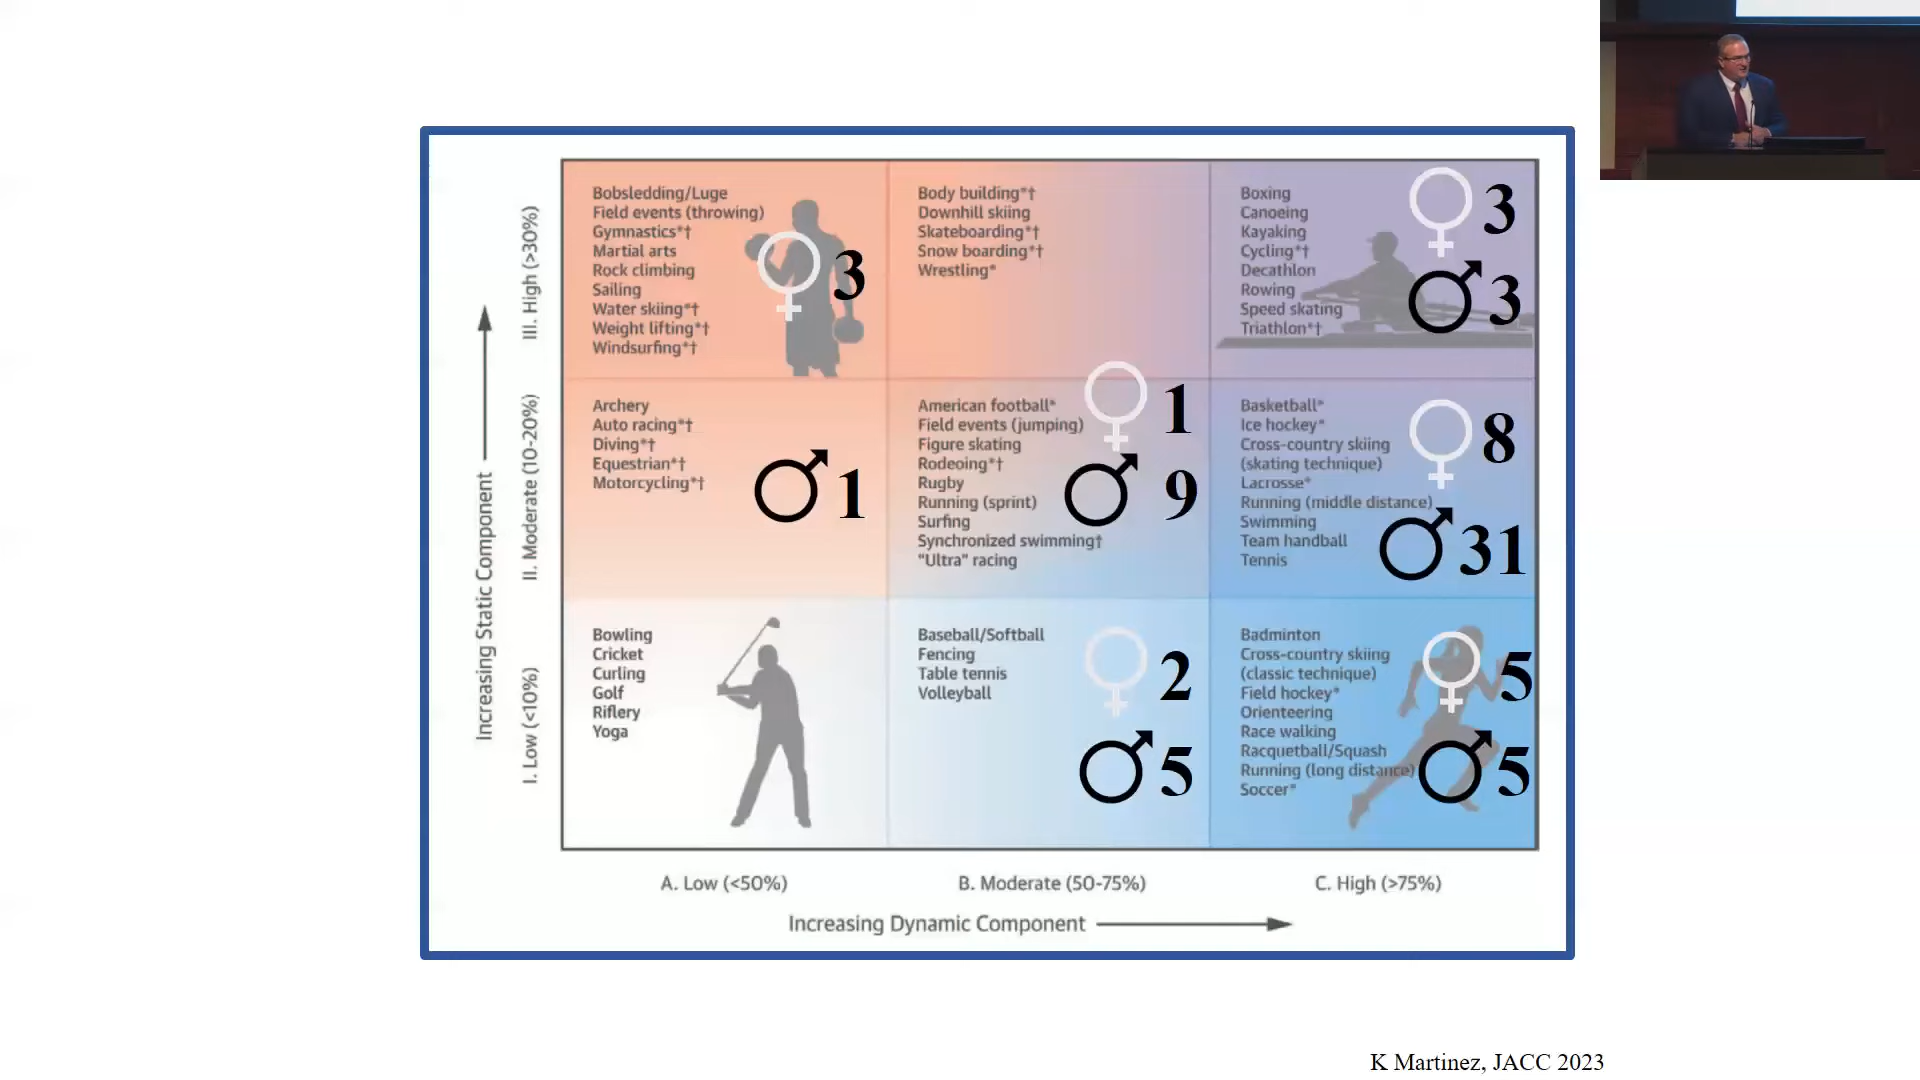 III. High (>30%)
Bobsledding/Luge
Field events (throwing)
Gymnastics*†
Martial arts
Rock climbing
Sailing
Water skiing*†
Weight lifting*†
Windsurfing*†
♀ 3
Body building*†
Downhill skiing
Skateboarding*†
Snow boarding*†
Wrestling*
Boxing
Canoeing
Kayaking
Cycling*†
Decathlon
Rowing
Speed skating
Triathlon*†
♀ 3
♂ 3
II. Moderate (10-20%)
Archery
Auto racing*†
Diving*†
Equestrian*†
Motorcycling*†
♂ 1
American football*
Field events (jumping)
Figure skating
Rodeoing*†
Rugby
Running (sprint)
Surfing
Synchronized swimming†
"Ultra" racing
♀ 1
♂ 9
Basketball*
Ice hockey*
Cross-country skiing
(skating technique)
Lacrosse*
Running (middle distance)
Swimming
Team handball
Tennis
♀ 8
♂ 31
I. Low (<10%)
Bowling
Cricket
Curling
Golf
Riflery
Yoga
Baseball/Softball
Fencing
Table tennis
Volleyball
♀ 2
♂ 5
Badminton
Cross-country skiing
(classic technique)
Field hockey*
Orienteering
Race walking
Racquetball/Squash
Running (long distance)
Soccer*
♀ 5
♂ 5
Increasing Static Component
A. Low (<50%)
B. Moderate (50-75%)
C. High (>75%)
Increasing Dynamic Component
K Martinez, JACC 2023